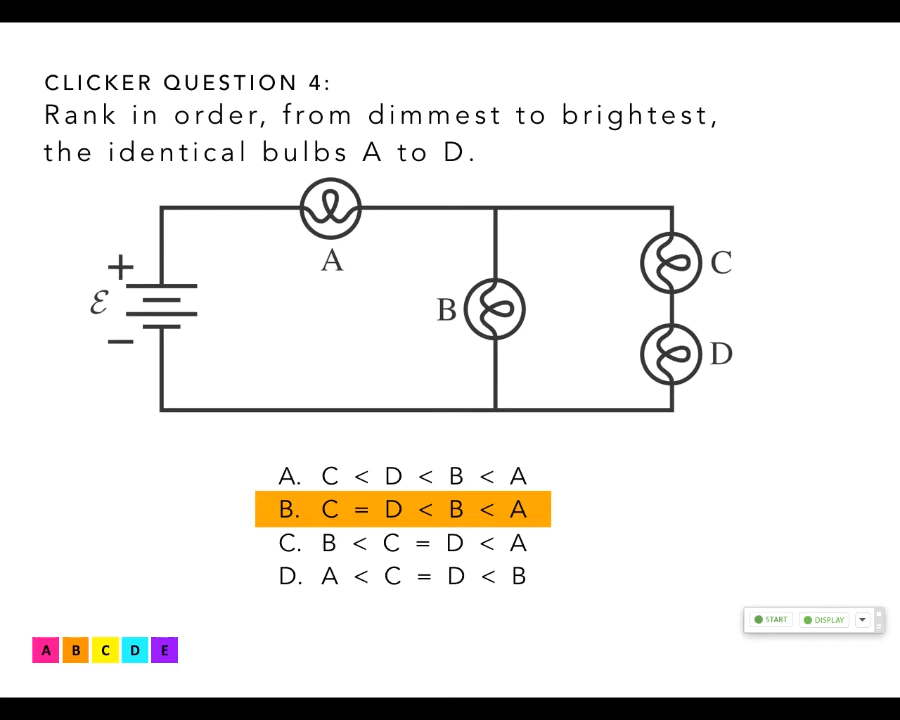 CLICKER QUESTION 4:
Rank in order, from dimmest to brightest,
the identical bulbs A to D.
A
+
ℰ
−
B
C
D
A. C < D < B < A
B. C = D < B < A
C. B < C = D < A
D. A < C = D < B
START DISPLAY
A B C D E